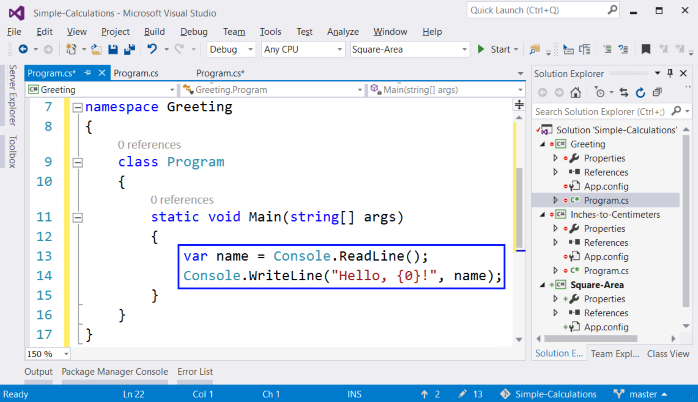 Simple-Calculations - Microsoft Visual Studio
Quick Launch (Ctrl+Q)
File Edit View Project Build Debug Team Tools Test Analyze Window Help
Debug Any CPU Square-Area Start
Server Explorer
Toolbox
Program.cs* Program.cs Program.cs*
Greeting Greeting.Program Main(string[] args)
7 namespace Greeting
8 {
0 references
9 class Program
10 {
0 references
11 static void Main(string[] args)
12 {
13 var name = Console.ReadLine();
14 Console.WriteLine("Hello, {0}!", name);
15 }
16 }
17 }
150 %
Solution Explorer
Search Solution Explorer (Ctrl+;)
Solution 'Simple-Calculations'
Greeting
Properties
References
App.config
Program.cs
Inches-to-Centimeters
Properties
References
App.config
Program.cs
Square-Area
Properties
References
App.config
Solution E... Team Expl... Class View
Output Package Manager Console Error List
Ready Ln 22 Col 1 Ch 1 INS 2 13 Simple-Calculations master